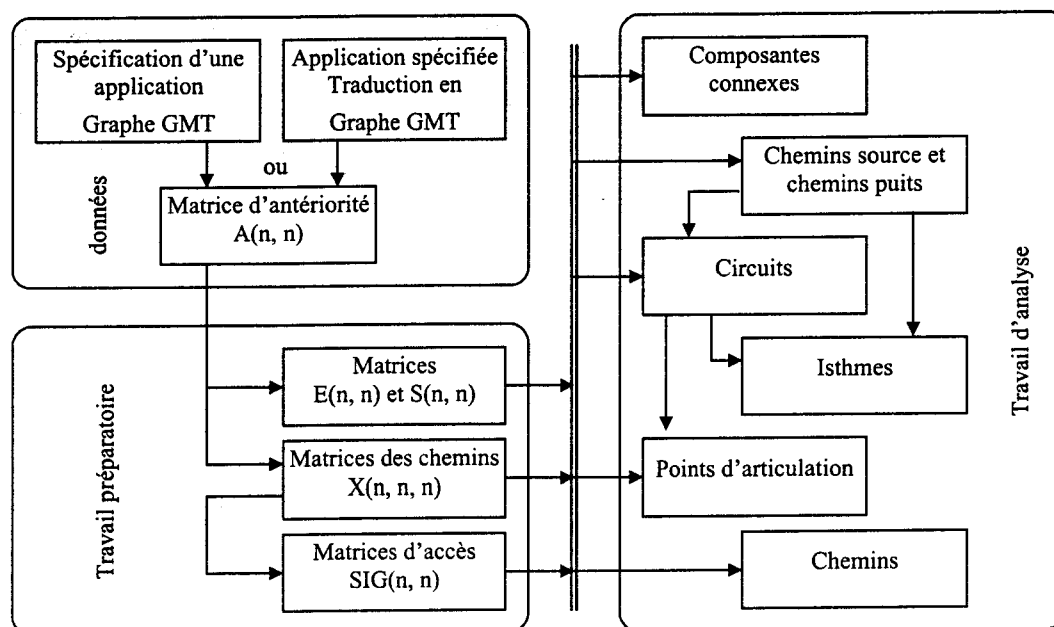 Spécification d'une
application
Graphe GMT
Application spécifiée
Traduction en
Graphe GMT
ou
données
Matrice d'antériorité
A(n, n)
Travail préparatoire
Matrices
E(n, n) et S(n, n)
Matrices des chemins
X(n, n, n)
Matrices d'accès
SIG(n, n)
Composantes
connexes
Chemins source et
chemins puits
Circuits
Isthmes
Points d'articulation
Chemins
Travail d'analyse